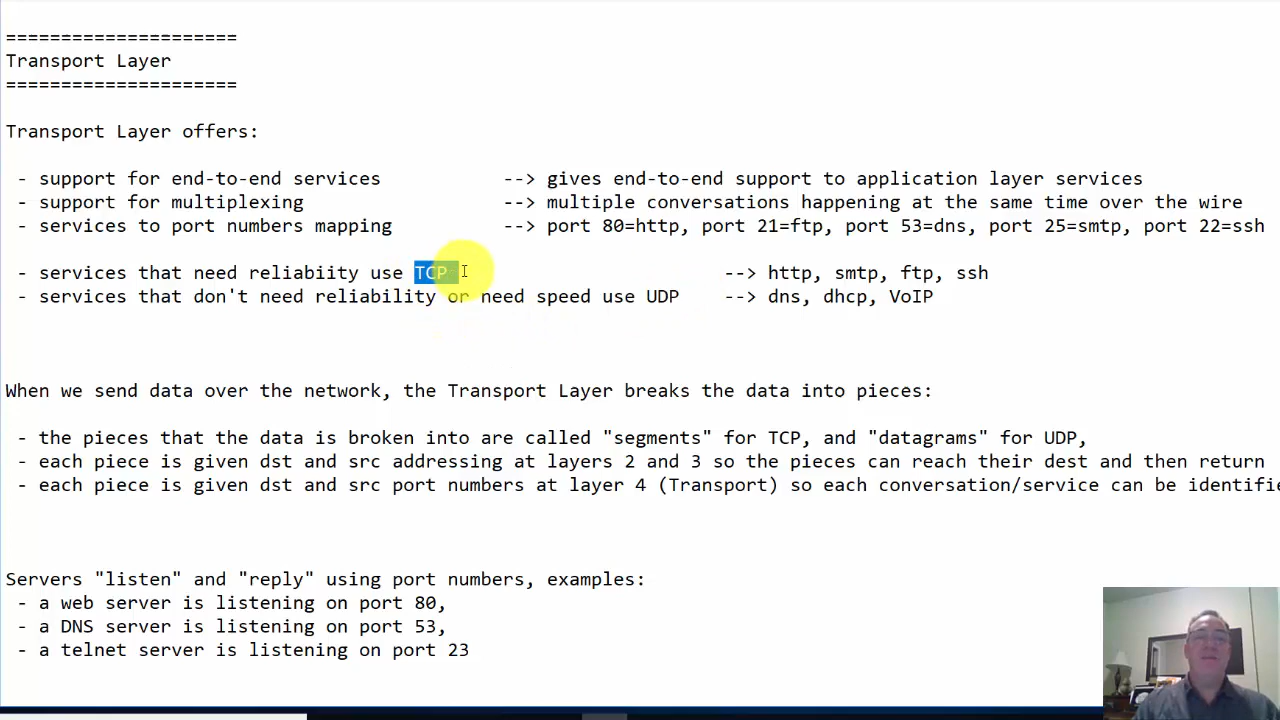 =====================
Transport Layer
=====================
Transport Layer offers:
- support for end-to-end services --> gives end-to-end support to application layer services
- support for multiplexing --> multiple conversations happening at the same time over the wire
- services to port numbers mapping --> port 80=http, port 21=ftp, port 53=dns, port 25=smtp, port 22=ssh
- services that need reliabiity use TCP --> http, smtp, ftp, ssh
- services that don't need reliability or need speed use UDP --> dns, dhcp, VoIP
When we send data over the network, the Transport Layer breaks the data into pieces:
- the pieces that the data is broken into are called "segments" for TCP, and "datagrams" for UDP,
- each piece is given dst and src addressing at layers 2 and 3 so the pieces can reach their dest and then return
- each piece is given dst and src port numbers at layer 4 (Transport) so each conversation/service can be identifie
Servers "listen" and "reply" using port numbers, examples:
- a web server is listening on port 80,
- a DNS server is listening on port 53,
- a telnet server is listening on port 23